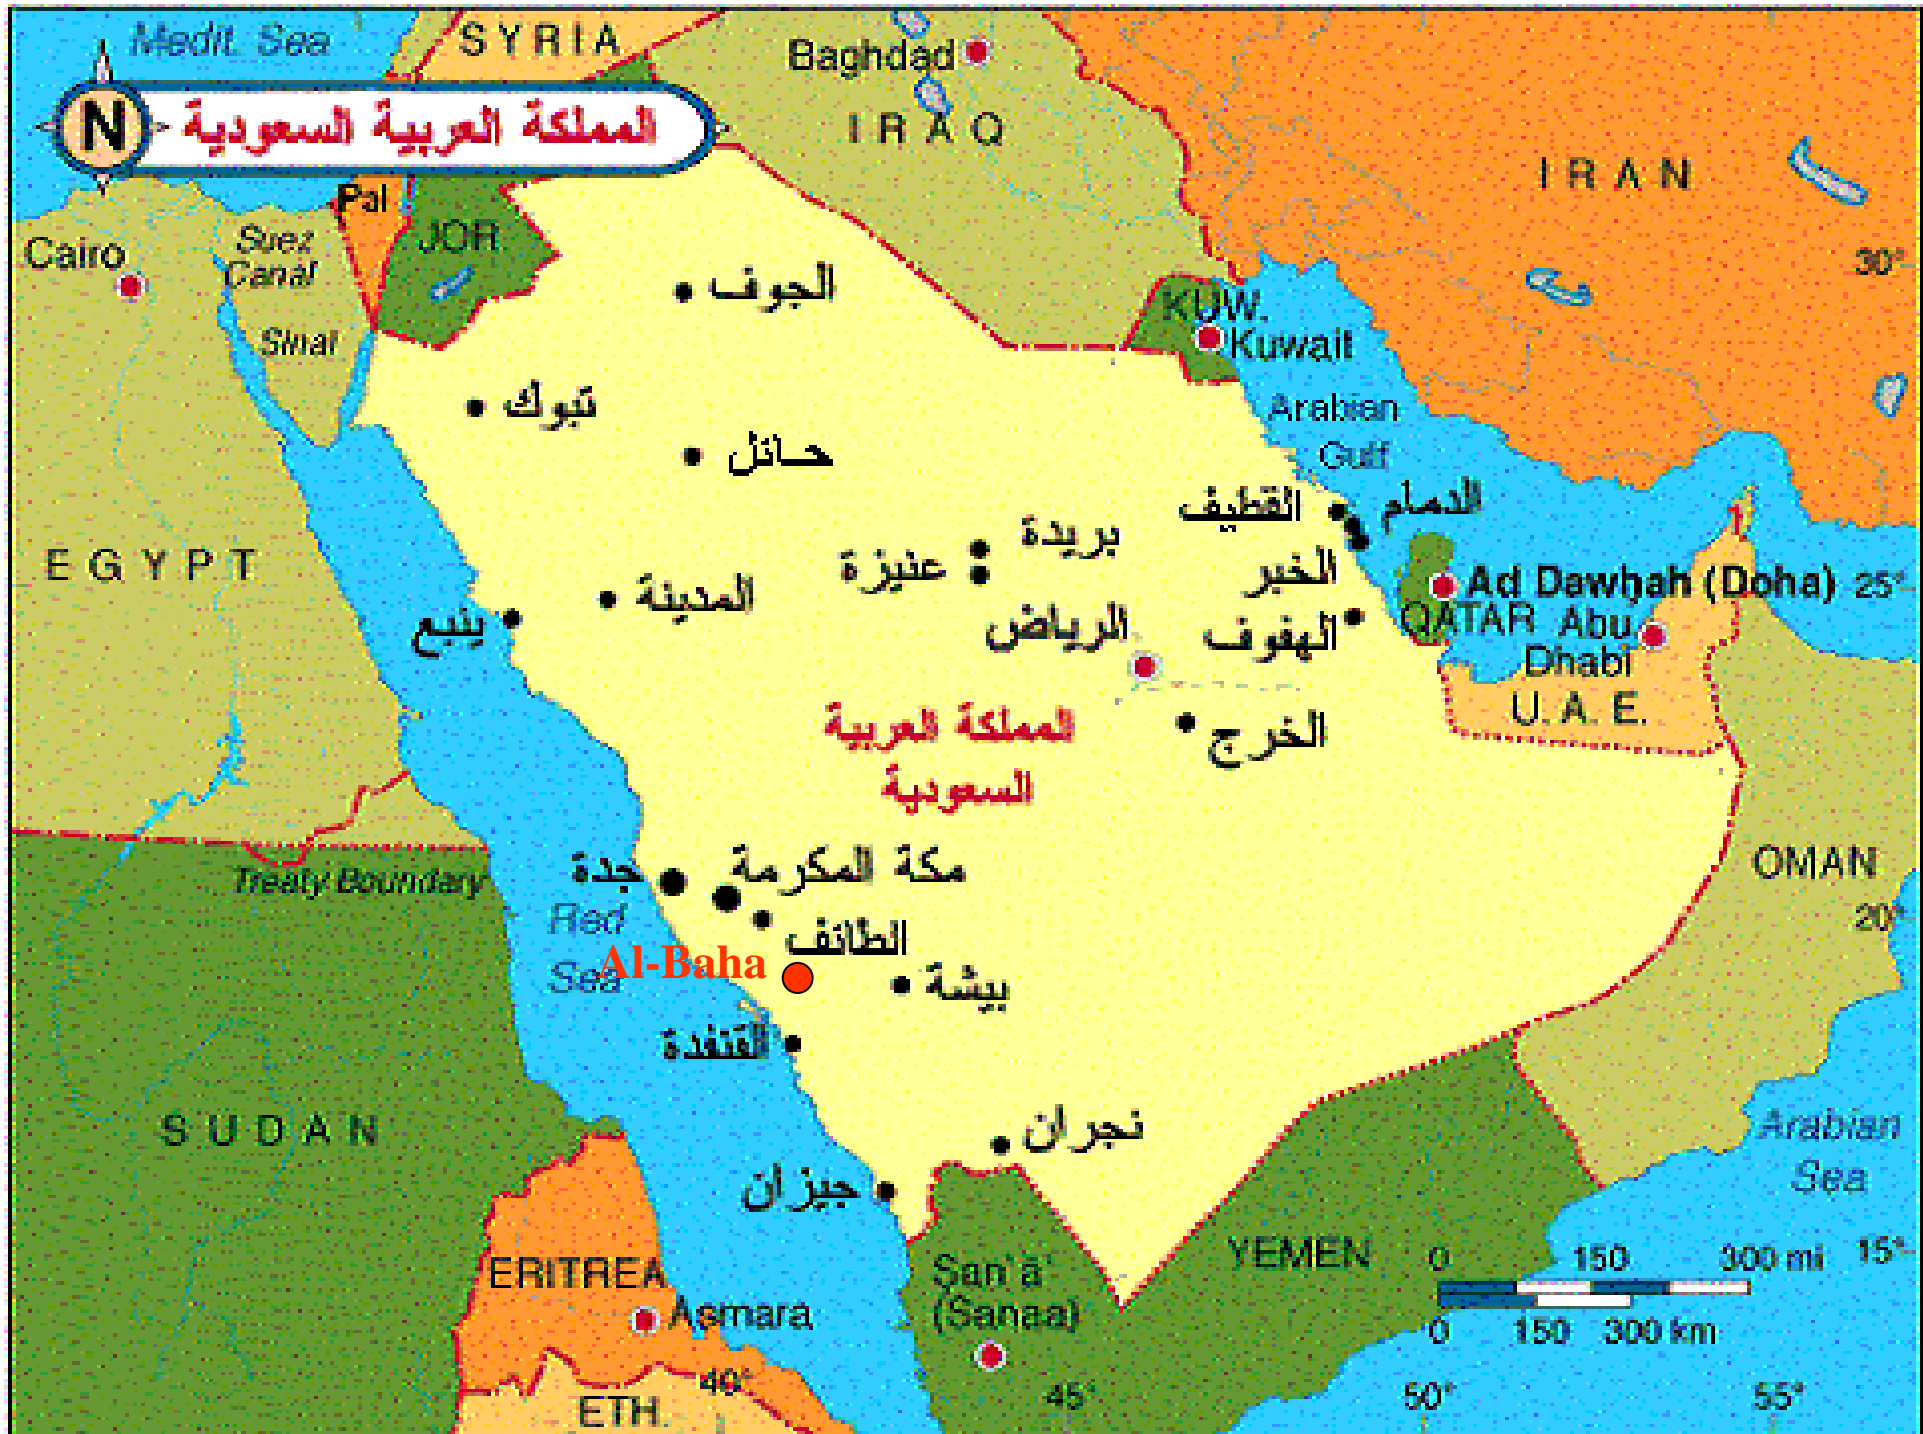 Medit. Sea
SYRIA
Baghdad
N
المملكة العربية السعودية
IRAQ
IRAN
Pal
JOR
Cairo
Suez
Canal
30°
الجوف
KUW.
Kuwait
Sinai
تبوك
Arabian
Gulf
حائل
القطيف
الدمام
بريدة
EGYPT
عنيزة
الخبر
Ad Dawḥah (Doha)
25°
المدينة
ينبع
الرياض
الهفوف
QATAR
Abu
Dhabi
U. A. E.
المملكة العربية
السعودية
الخرج
مكة المكرمة
جدة
OMAN
Treaty Boundary
Red
Sea
20°
الطائف
Al-Baha
بيشة
القنفدة
SUDAN
نجران
Arabian
Sea
جيزان
YEMEN
0 150 300 mi
15°
ERITREA
Ṣan'ā'
(Sanaa)
Asmara
0 150 300 km
40°
45°
50°
55°
ETH.